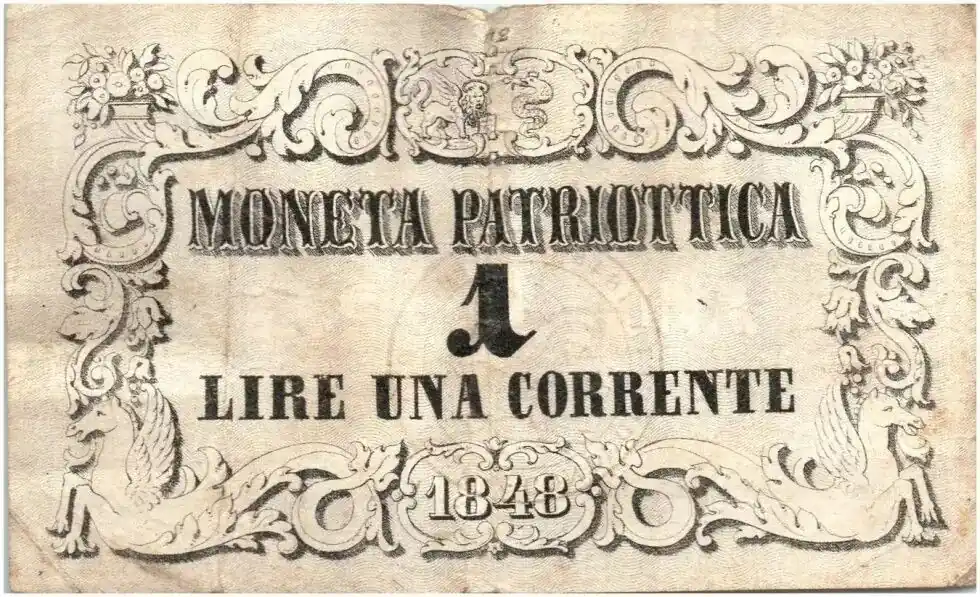 MONETA PATRIOTTICA
1
LIRE UNA CORRENTE
1848